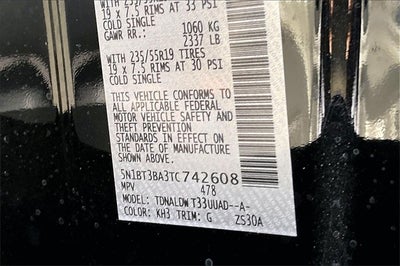 19 x 7.5 RIMS AT 33 PSI
COLD SINGLE
GAWR RR.: 1060 KG
2337 LB
WITH 235/55R19 TIRES
19 x 7.5 RIMS AT 30 PSI
COLD SINGLE
THIS VEHICLE CONFORMS TO
ALL APPLICABLE FEDERAL
MOTOR VEHICLE SAFETY AND
THEFT PREVENTION
STANDARDS IN EFFECT ON
THE DATE OF MANUFACTURE
SHOWN ABOVE.
5N1BT3BA3TC742608
MPV 478
MODEL: TDNALDWT33UUAD--A-
COLOR: KH3 TRIM: G ZS30A